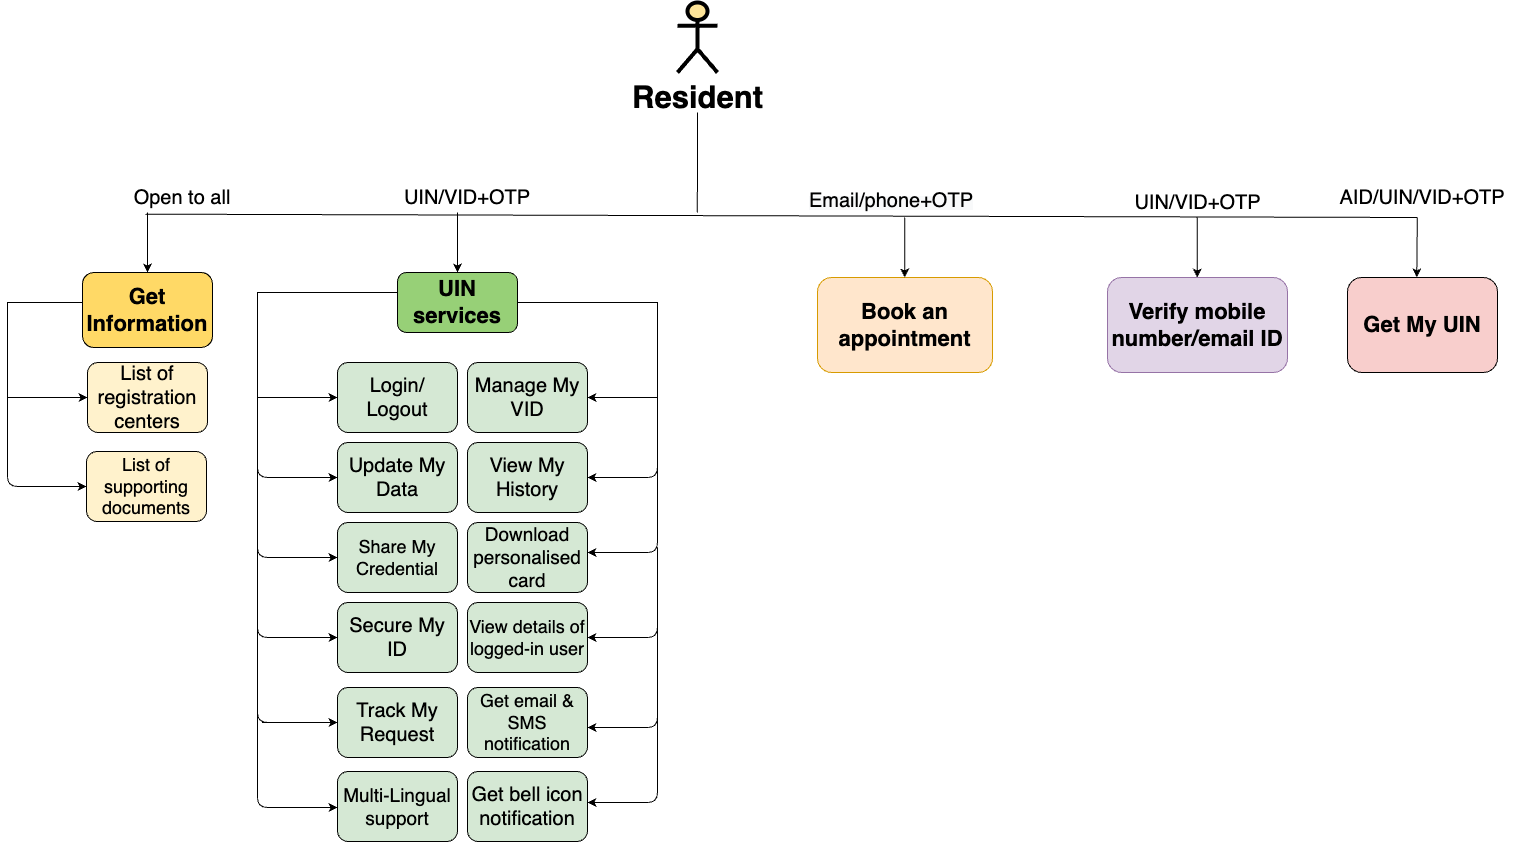 Resident
Open to all
UIN/VID+OTP
Email/phone+OTP
UIN/VID+OTP
AID/UIN/VID+OTP
Get
Information
List of
registration
centers
List of
supporting
documents
UIN
services
Login/
Logout
Manage My
VID
Update My
Data
View My
History
Share My
Credential
Download
personalised
card
Secure My
ID
View details of
logged-in user
Track My
Request
Get email &
SMS
notification
Multi-Lingual
support
Get bell icon
notification
Book an
appointment
Verify mobile
number/email ID
Get My UIN